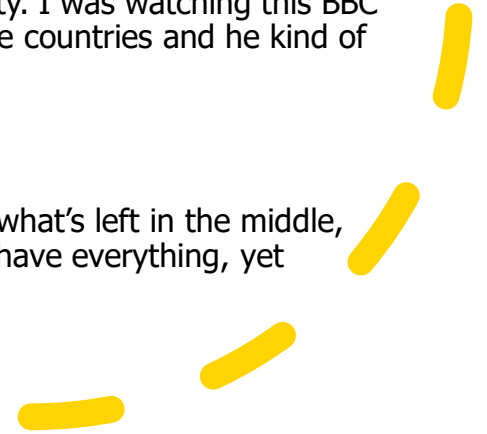 ty. I was watching this BBC
e countries and he kind of
what’s left in the middle,
have everything, yet